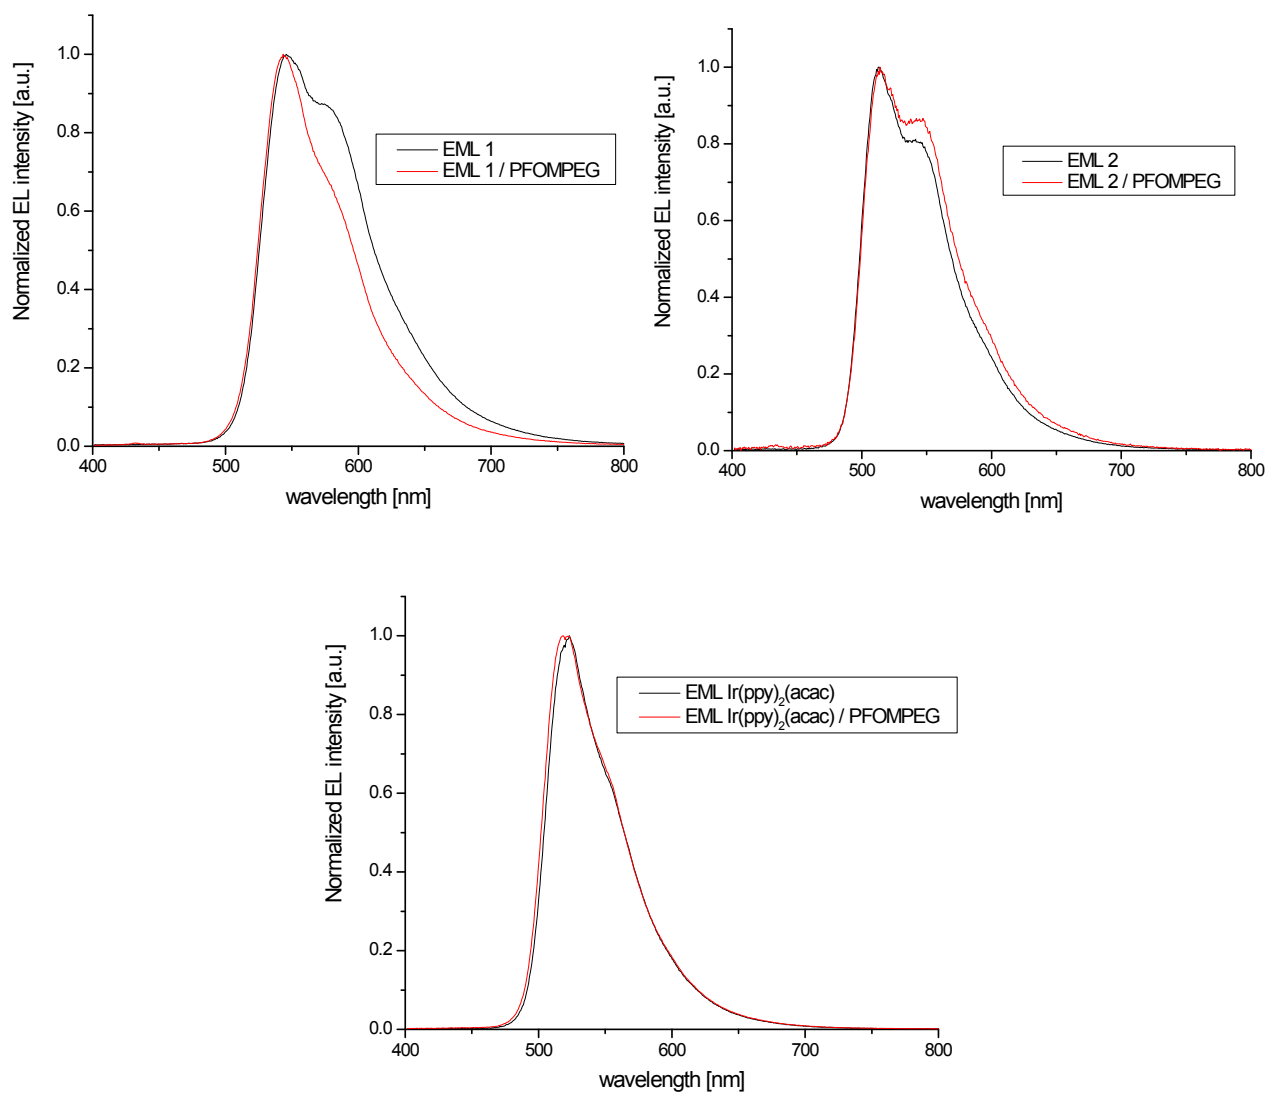 Normalized EL intensity [a.u.]
1.0
0.8
0.6
0.4
0.2
0.0
400
500
600
700
800
wavelength [nm]
EML 1
EML 1 / PFOMPEG
Normalized EL intensity [a.u.]
1.0
0.8
0.6
0.4
0.2
0.0
400
500
600
700
800
wavelength [nm]
EML 2
EML 2 / PFOMPEG
Normalized EL intensity [a.u.]
1.0
0.8
0.6
0.4
0.2
0.0
400
500
600
700
800
wavelength [nm]
EML Ir(ppy)₂(acac)
EML Ir(ppy)₂(acac) / PFOMPEG